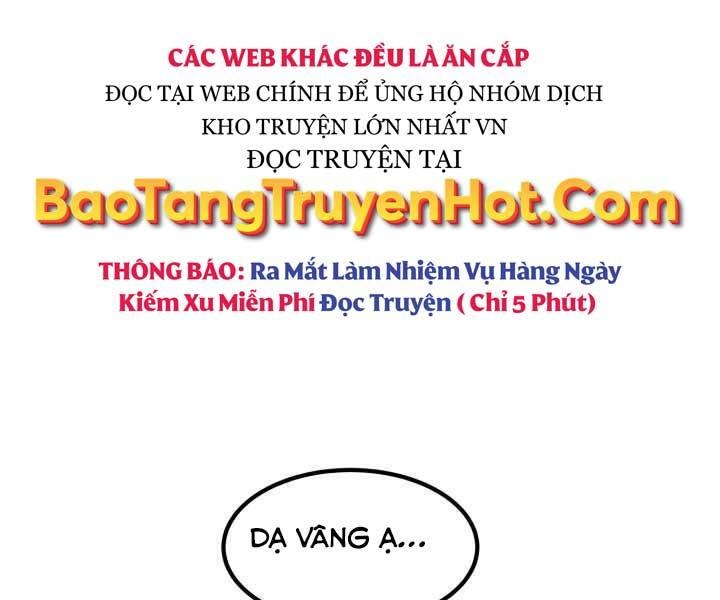 CÁC WEB KHÁC ĐỀU LÀ ĂN CẮP
ĐỌC TẠI WEB CHÍNH ĐỂ ỦNG HỘ NHÓM DỊCH
KHO TRUYỆN LỚN NHẤT VN
ĐỌC TRUYỆN TẠI
BaoTangTruyenHot.Com
THÔNG BÁO: Ra Mắt Làm Nhiệm Vụ Hàng Ngày
Kiếm Xu Miễn Phí Đọc Truyện ( Chỉ 5 Phút)
DẠ VÂNG Ạ...